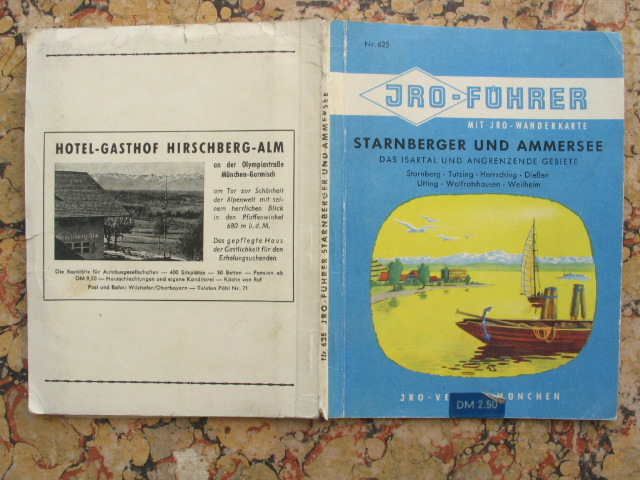 HOTEL-GASTHOF HIRSCHBERG-ALM
an der Olympiastraße
München-Garmisch
am Tor zur Schönheit
der Alpenwelt mit sei-
nem herrlichen Blick
in den Pfaffenwinkel
680 m ü. d. M.
Das gepflegte Haus
der Gastlichkeit für den
Erholungsuchenden
Hirschberg Alm
Die Raststätte für Autobusgesellschaften — 400 Sitzplätze — 50 Betten — Pension ab
DM 9,50 — Hausschlachtungen und eigene Konditorei — Küche von Ruf
Post und Bahn: Wilzhofen/Oberbayern — Telefon Pähl Nr. 71
Nr. 625 JRO-FÜHRER STARNBERGER UND AMMERSEE
Nr. 625
JRO-FÜHRER
MIT JRO-WANDERKARTE
STARNBERGER UND AMMERSEE
DAS ISARTAL UND ANGRENZENDE GEBIETE
Starnberg · Tutzing · Herrsching · Dießen
Utting · Wolfratshausen · Weilheim
JRO-VE MÜNCHEN
DM 2.50